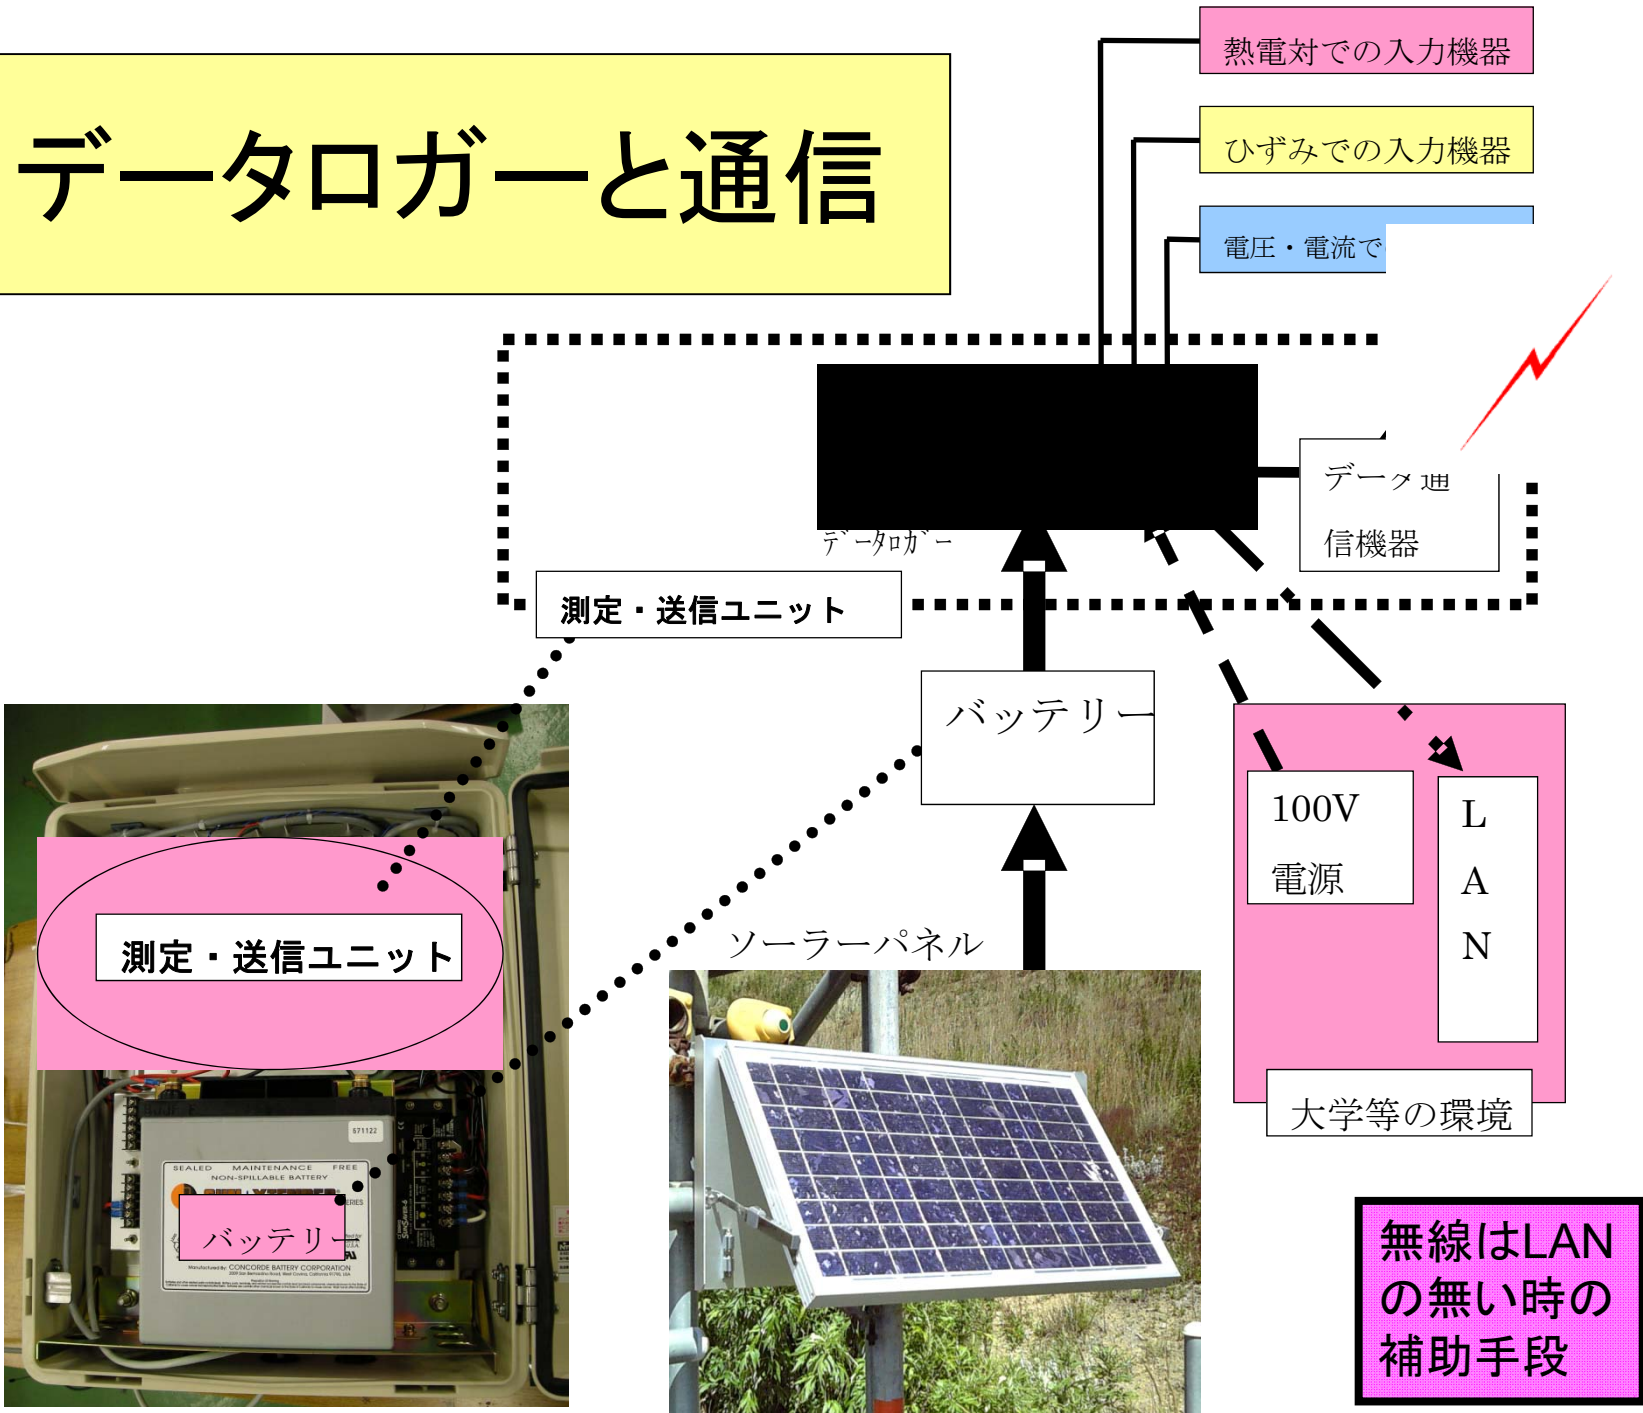 データロガーと通信
熱電対での入力機器
ひずみでの入力機器
電圧・電流で
データ通
信機器
データロガー
測定・送信ユニット
バッテリー
100V
電源
L
A
N
ソーラーパネル
大学等の環境
測定・送信ユニット
671122
SEALED MAINTENANCE FREE
NON-SPILLABLE BATTERY
バッテリー
Manufactured By: CONCORDE BATTERY CORPORATION
無線はLAN
の無い時の
補助手段